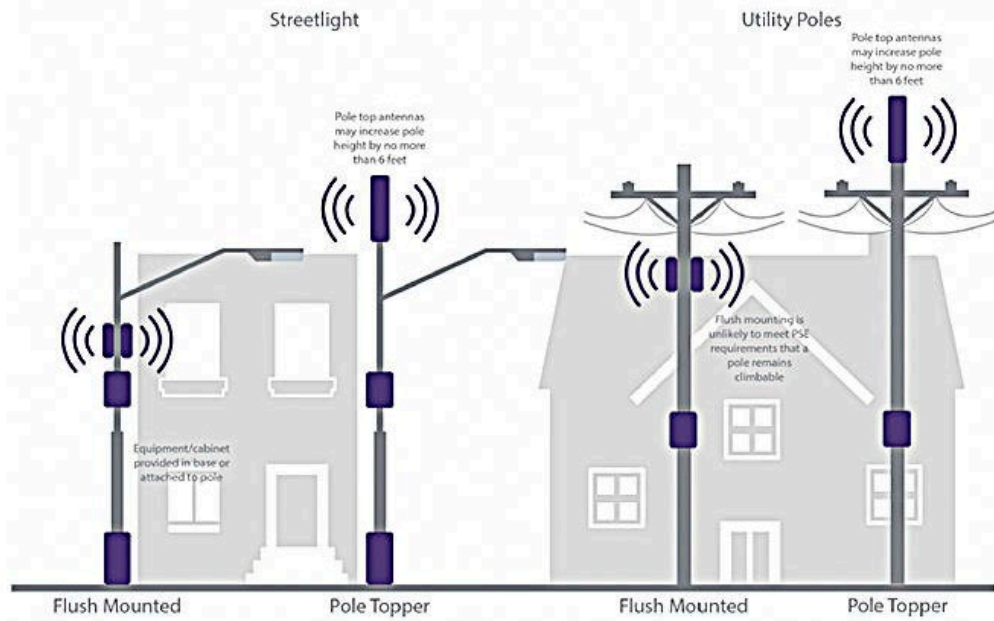 Streetlight
Utility Poles
Pole top antennas
may increase pole
height by no more
than 6 feet
Pole top antennas
may increase pole
height by no more
than 6 feet
Flush mounting is
unlikely to meet PSE
requirements that a
pole remains
climbable
Equipment/cabinet
provided in base or
attached to pole
Flush Mounted
Pole Topper
Flush Mounted
Pole Topper